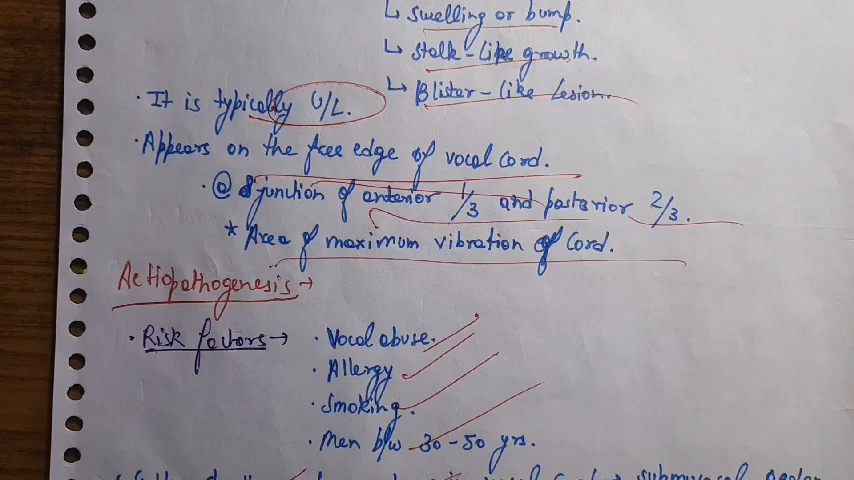 ↳ Swelling or bump.
↳ Stalk-like growth.
↳ Blister-like Lesion.
· It is typically U/L.
· Appears on the free edge of vocal cord.
· @ junction of anterior 1/3 and posterior 2/3.
* Area of maximum vibration of Cord.
Aetiopathogenesis →
· Risk factors → · Vocal abuse.
· Allergy
· Smoking.
· Men b/w 30-50 yrs.